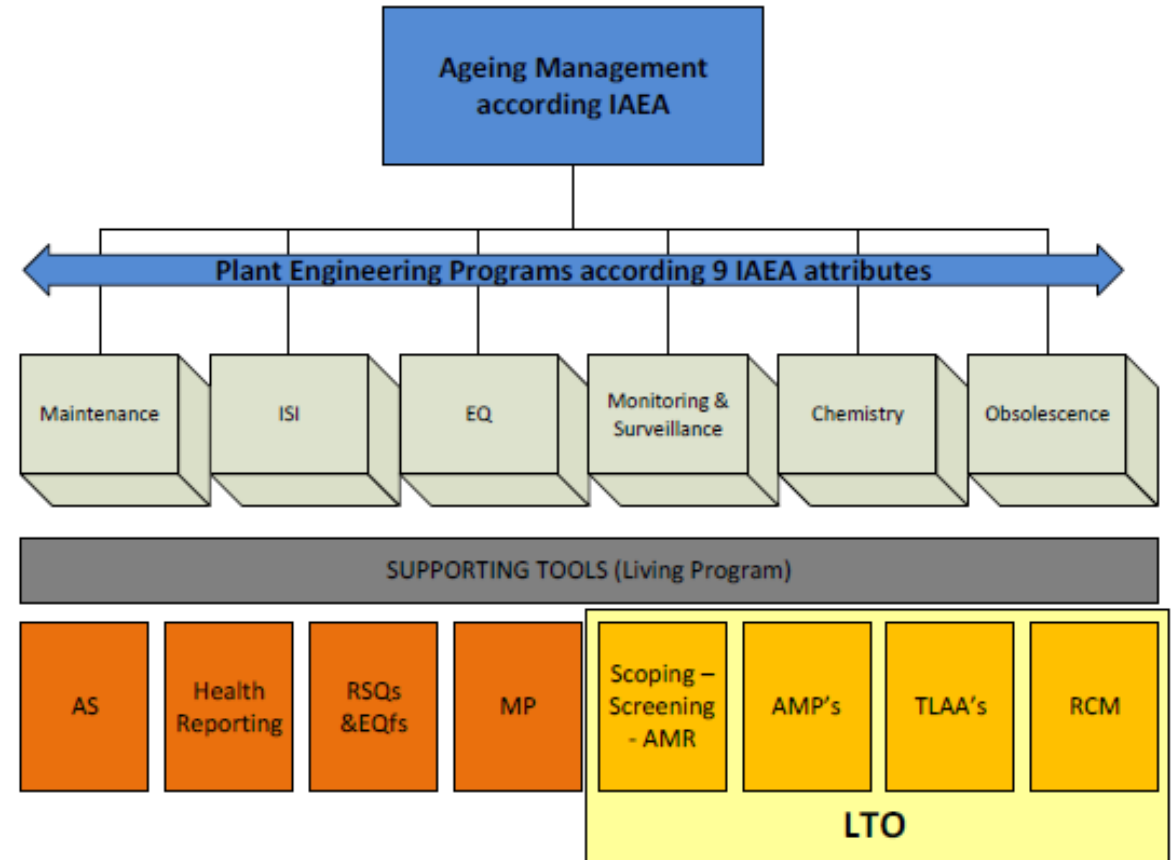 Ageing Management
according IAEA
Plant Engineering Programs according 9 IAEA attributes
Maintenance
ISI
EQ
Monitoring &
Surveillance
Chemistry
Obsolescence
SUPPORTING TOOLS (Living Program)
AS
Health
Reporting
RSQs
&EQfs
MP
Scoping –
Screening
- AMR
AMP's
TLAA's
RCM
LTO